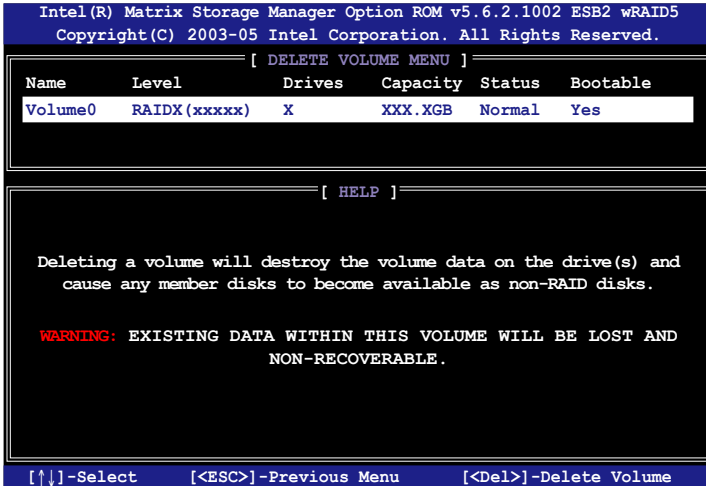 Intel(R) Matrix Storage Manager Option ROM v5.6.2.1002 ESB2 wRAID5
Copyright(C) 2003-05 Intel Corporation. All Rights Reserved.
[ DELETE VOLUME MENU ]
Name Level Drives Capacity Status Bootable
Volume0 RAIDX(xxxxx) X XXX.XGB Normal Yes
[ HELP ]
Deleting a volume will destroy the volume data on the drive(s) and
cause any member disks to become available as non-RAID disks.
WARNING: EXISTING DATA WITHIN THIS VOLUME WILL BE LOST AND
NON-RECOVERABLE.
[↑↓]-Select [<ESC>]-Previous Menu [<Del>]-Delete Volume